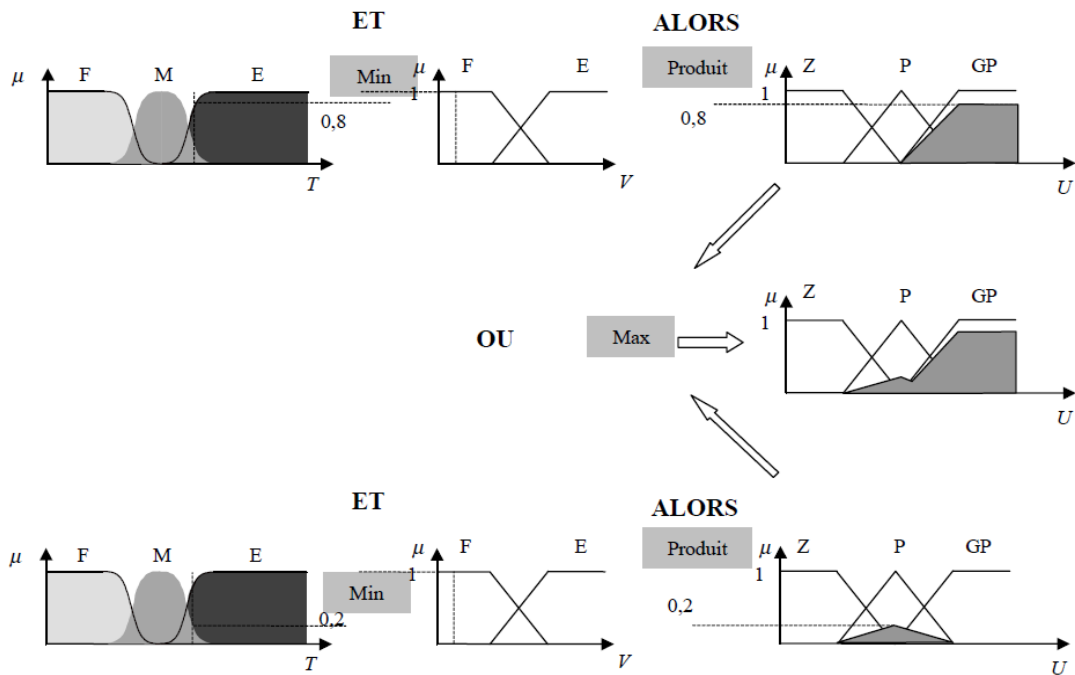 ET ALORS
μ F M E Min F E Produit Z P GP
1 1
0,8 0,8
T V U
OU Max μ Z P GP
1
U
ET ALORS
μ F M E μ F E Produit Z P GP
1 Min 1
0,2 0,2
T V U